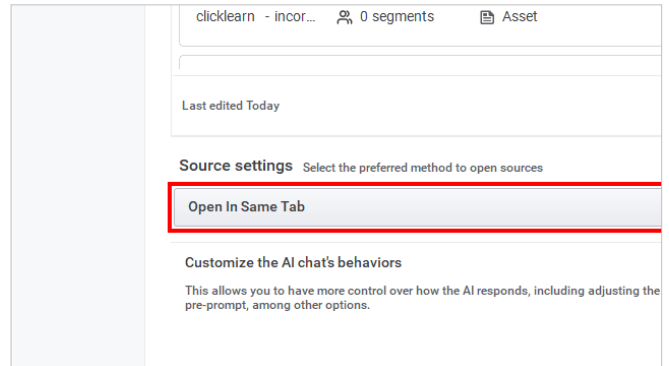 clicklearn - incor... 0 segments Asset
Last edited Today
Source settings Select the preferred method to open sources
Open In Same Tab
Customize the AI chat's behaviors
This allows you to have more control over how the AI responds, including adjusting the
pre-prompt, among other options.